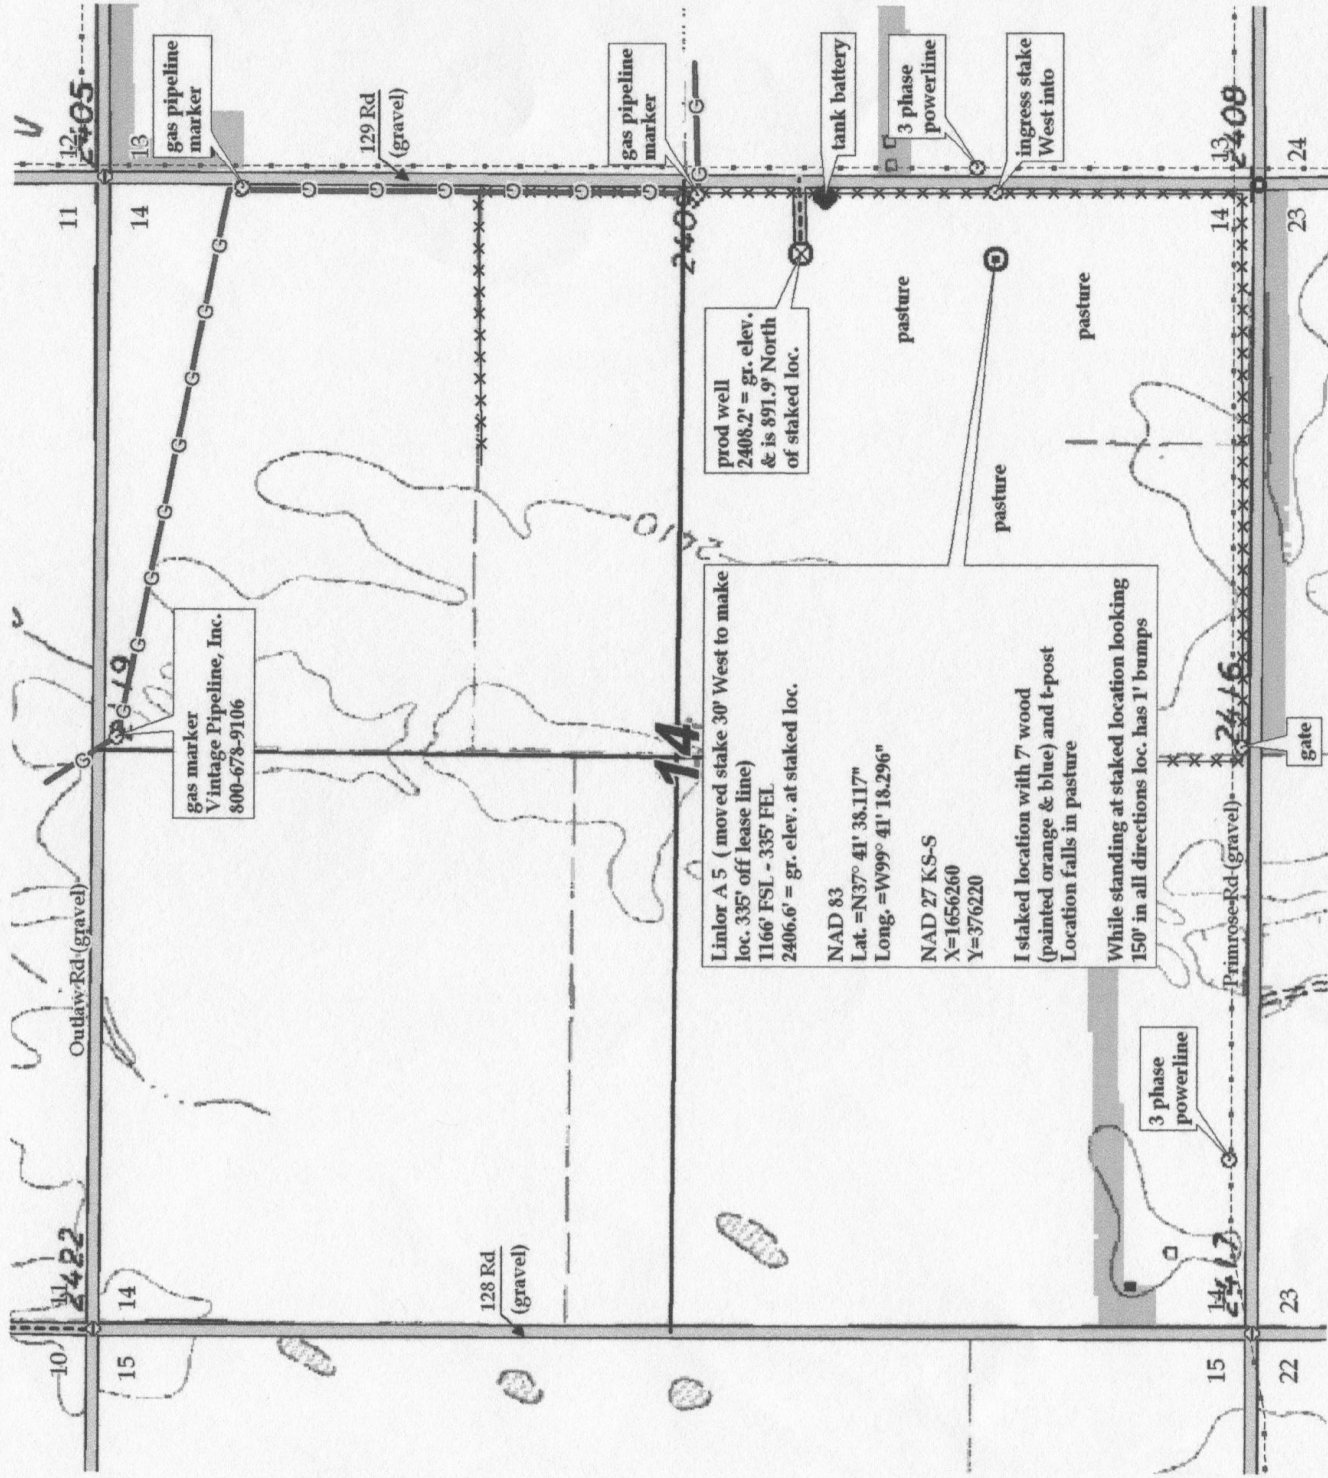 12
2405
13
11
14
gas pipeline
marker
129 Rd
(gravel)
gas pipeline
marker
tank battery
3 phase
powerline
ingress stake
West into
13
2408
24
14
23
prod well
2408.2' = gr. elev.
& is 891.9' North
of staked loc.
pasture
pasture
pasture
gas marker
Vintage Pipeline, Inc.
800-678-9106
14
Linlor A 5 ( moved stake 30' West to make
loc. 335' off lease line)
1166' FSL - 335' FEL
2406.6' = gr. elev. at staked loc.
NAD 83
Lat. =N37° 41' 38.117"
Long. =W99° 41' 18.296"
NAD 27 KS-S
X=1656260
Y=376220
I staked location with 7' wood
(painted orange & blue) and t-post
Location falls in pasture
While standing at staked location looking
150' in all directions loc. has 1' bumps
2416
gate
Outlaw Rd (gravel)
Primrose Rd (gravel)
3 phase
powerline
128 Rd
(gravel)
11
2422
14
10
15
14
2417
23
15
22